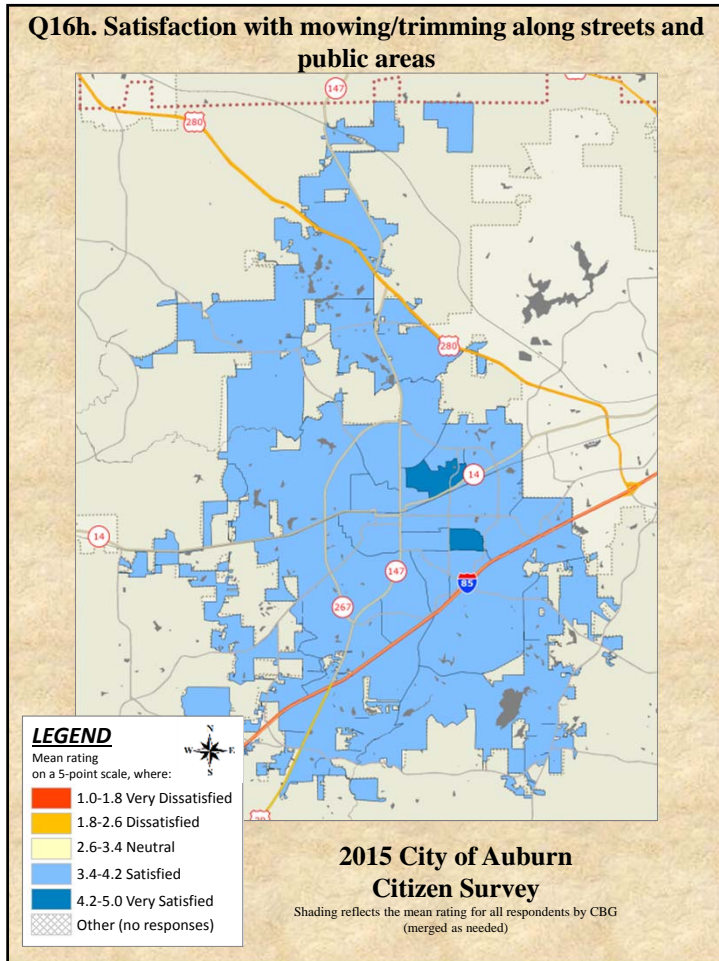 Q16h. Satisfaction with mowing/trimming along streets and
public areas
147
280
280
14
14
147
85
267
LEGEND
Mean rating
on a 5-point scale, where:
N
W E
S
1.0-1.8 Very Dissatisfied
1.8-2.6 Dissatisfied
2.6-3.4 Neutral
3.4-4.2 Satisfied
4.2-5.0 Very Satisfied
Other (no responses)
2015 City of Auburn
Citizen Survey
Shading reflects the mean rating for all respondents by CBG
(merged as needed)